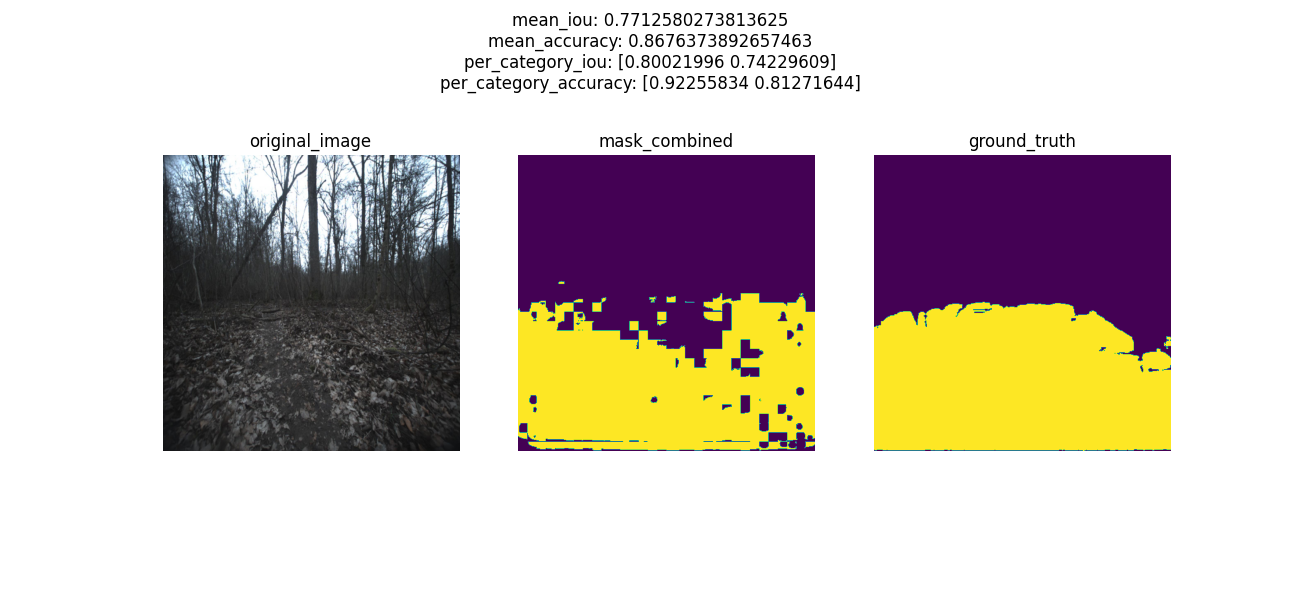 mean_iou: 0.7712580273813625
mean_accuracy: 0.8676373892657463
per_category_iou: [0.80021996 0.74229609]
per_category_accuracy: [0.92255834 0.81271644]
original_image
mask_combined
ground_truth